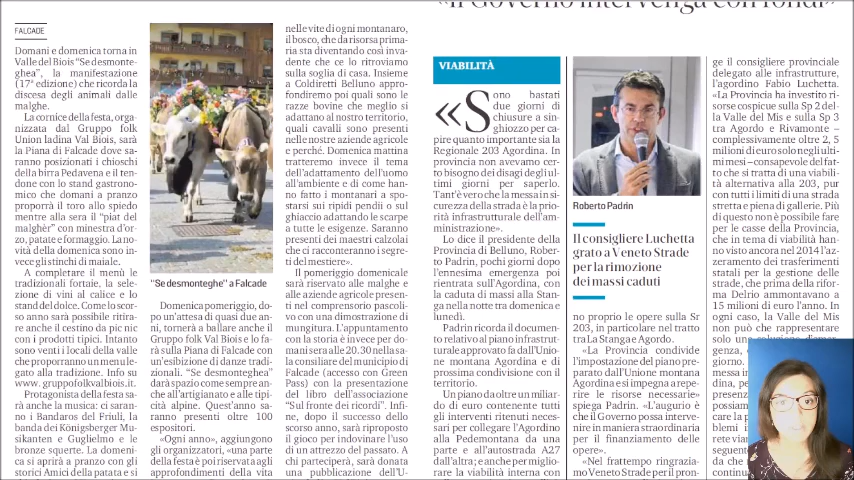 «Il Governo intervenga con fondi»
FALCADE
Domani e domenica torna in
Valle del Biois “Se desmonte-
ghea”, la manifestazione
(17ª edizione) che ricorda la
discesa degli animali dalle
malghe.
La cornice della festa, orga-
nizzata dal Gruppo folk
Union ladina Val Biois, sarà
la Piana di Falcade dove sa-
ranno posizionati i chioschi
della birra Pedavena e il ten-
done con lo stand gastrono-
mico che domani a pranzo
proporrà il toro allo spiedo
mentre alla sera il “piat del
malghèr” con minestra d’or-
zo, patate e formaggio. La no-
vità della domenica sono in-
vece gli stinchi di maiale.
A completare il menù le
tradizionali fortaie, la sele-
zione di vini al calice e lo
stand del dolce. Come lo scor-
so anno sarà possibile ritira-
re anche il cestino da pic nic
con i prodotti tipici. Intanto
sono venti i locali della valle
che proporranno un menu le-
gato alla tradizione. Info su
www. gruppofolkvalbiois.it.
Protagonista della festa sa-
rà anche la musica: ci saran-
no i Bandaros del Friuli, la
banda dei Königsberger Mu-
sikanten e Guglielmo e le
bronze squerte. La domeni-
ca si aprirà a pranzo con gli
storici Amici della patata e si
"Se desmonteghe" a Falcade
Domenica pomeriggio, do-
po un’attesa di quasi due an-
ni, tornerà a ballare anche il
Gruppo folk Val Biois e lo fa-
rà sulla Piana di Falcade con
un’esibizione di danze tradi-
zionali. “Se desmonteghea”
darà spazio come sempre an-
che all’artigianato e alle tipi-
cità alpine. Quest’anno sa-
ranno presenti oltre 100
espositori.
«Ogni anno», aggiungono
gli organizzatori, «una parte
della festa è poi riservata agli
approfondimenti della vita
nelle vite di ogni montanaro,
il bosco, che da risorsa prima-
ria sta diventando così inva-
dente che ce lo ritroviamo
sulla soglia di casa. Insieme
a Coldiretti Belluno appro-
fondiremo poi quali sono le
razze bovine che meglio si
adattano al nostro territorio,
quali cavalli sono presenti
nelle nostre aziende agricole
e perché. Domenica mattina
tratteremo invece il tema
dell’adattamento dell’uomo
all’ambiente e di come han-
no fatto i montanari a spo-
starsi sui ripidi pendii o sul
ghiaccio adattando le scarpe
a tutte le esigenze. Saranno
presenti dei maestri calzolai
che ci racconteranno i segre-
ti del mestiere».
Il pomeriggio domenicale
sarà riservato alle malghe e
alle aziende agricole presen-
ti nel comprensorio pascoli-
vo con una dimostrazione di
mungitura. L’appuntamento
con la storia è invece per do-
mani sera alle 20.30 nella sa-
la consiliare del municipio di
Falcade (accesso con Green
Pass) con la presentazione
del libro dell’associazione
“Sul fronte dei ricordi”. Infi-
ne, dopo il successo dello
scorso anno, sarà riproposto
il gioco per indovinare l’uso
di un attrezzo del passato. A
chi parteciperà, sarà donata
una pubblicazione dell’U-
VIABILITÀ
«Sono bastati
due giorni di
chiusure a sin-
ghiozzo per ca-
pire quanto importante sia la
Regionale 203 Agordina. In
provincia non avevamo cer-
to bisogno dei disagi degli ul-
timi giorni per saperlo.
Tant’è vero che la messa in si-
curezza della strada è la prio-
rità infrastrutturale dell’am-
ministrazione».
Lo dice il presidente della
Provincia di Belluno, Rober-
to Padrin, pochi giorni dopo
l’ennesima emergenza poi
rientrata sull’Agordina, con
la caduta di massi alla Stan-
ga nella notte tra domenica e
lunedì.
Padrin ricorda il documen-
to relativo al piano infrastrut-
turale approvato fa dall’Unio-
ne montana Agordina e di
prossima condivisione con il
territorio.
Un piano da oltre un miliar-
do di euro contenente tutti
gli interventi ritenuti neces-
sari per collegare l’Agordino
alla Pedemontana da una
parte e all’autostrada A27
dall’altra; e anche per miglio-
rare la viabilità interna con
Roberto Padrin
Il consigliere Luchetta
grato a Veneto Strade
per la rimozione
dei massi caduti
no proprio le opere sulla Sr
203, in particolare nel tratto
tra La Stanga e Agordo.
«La Provincia condivide
l’impostazione del piano pre-
parato dall’Unione montana
Agordina e si impegna a repe-
rire le risorse necessarie»
spiega Padrin. «L’augurio è
che il Governo possa interve-
nire in maniera straordinaria
per il finanziamento delle
opere».
«Nel frattempo ringrazia-
mo Veneto Strade per il pron-
ge il consigliere provinciale
delegato alle infrastrutture,
l’agordino Fabio Luchetta.
«La Provincia ha investito ri-
sorse cospicue sulla Sp 2 del-
la Valle del Mis e sulla Sp 3
tra Agordo e Rivamonte –
complessivamente oltre 2, 5
milioni di euro solo negli ulti-
mi mesi – consapevole del fat-
to che si tratta di una viabili-
tà alternativa alla 203, pur
con tutti i limiti di una strada
stretta e piena di gallerie. Più
di questo non è possibile fare
per le casse della Provincia,
che in tema di viabilità han-
no visto ancora nel 2014 l’az-
zeramento dei trasferimenti
statali per la gestione delle
strade, che prima della rifor-
ma Delrio ammontavano a
15 milioni di euro l’anno. In
ogni caso, la Valle del Mis
non può rappresentare
solo una
genza,
messa in
dina, pe
possiam
care la p
blemi i
rete viar
seguent
da che
continu